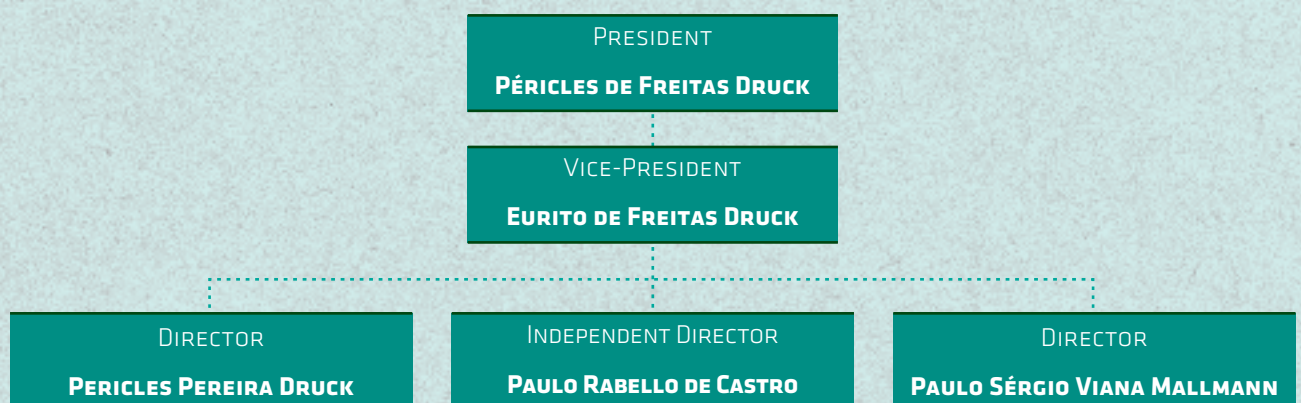 President
Péricles de Freitas Druck
Vice-President
Eurito de Freitas Druck
Director
Pericles Pereira Druck
Independent Director
Paulo Rabello de Castro
Director
Paulo Sérgio Viana Mallmann